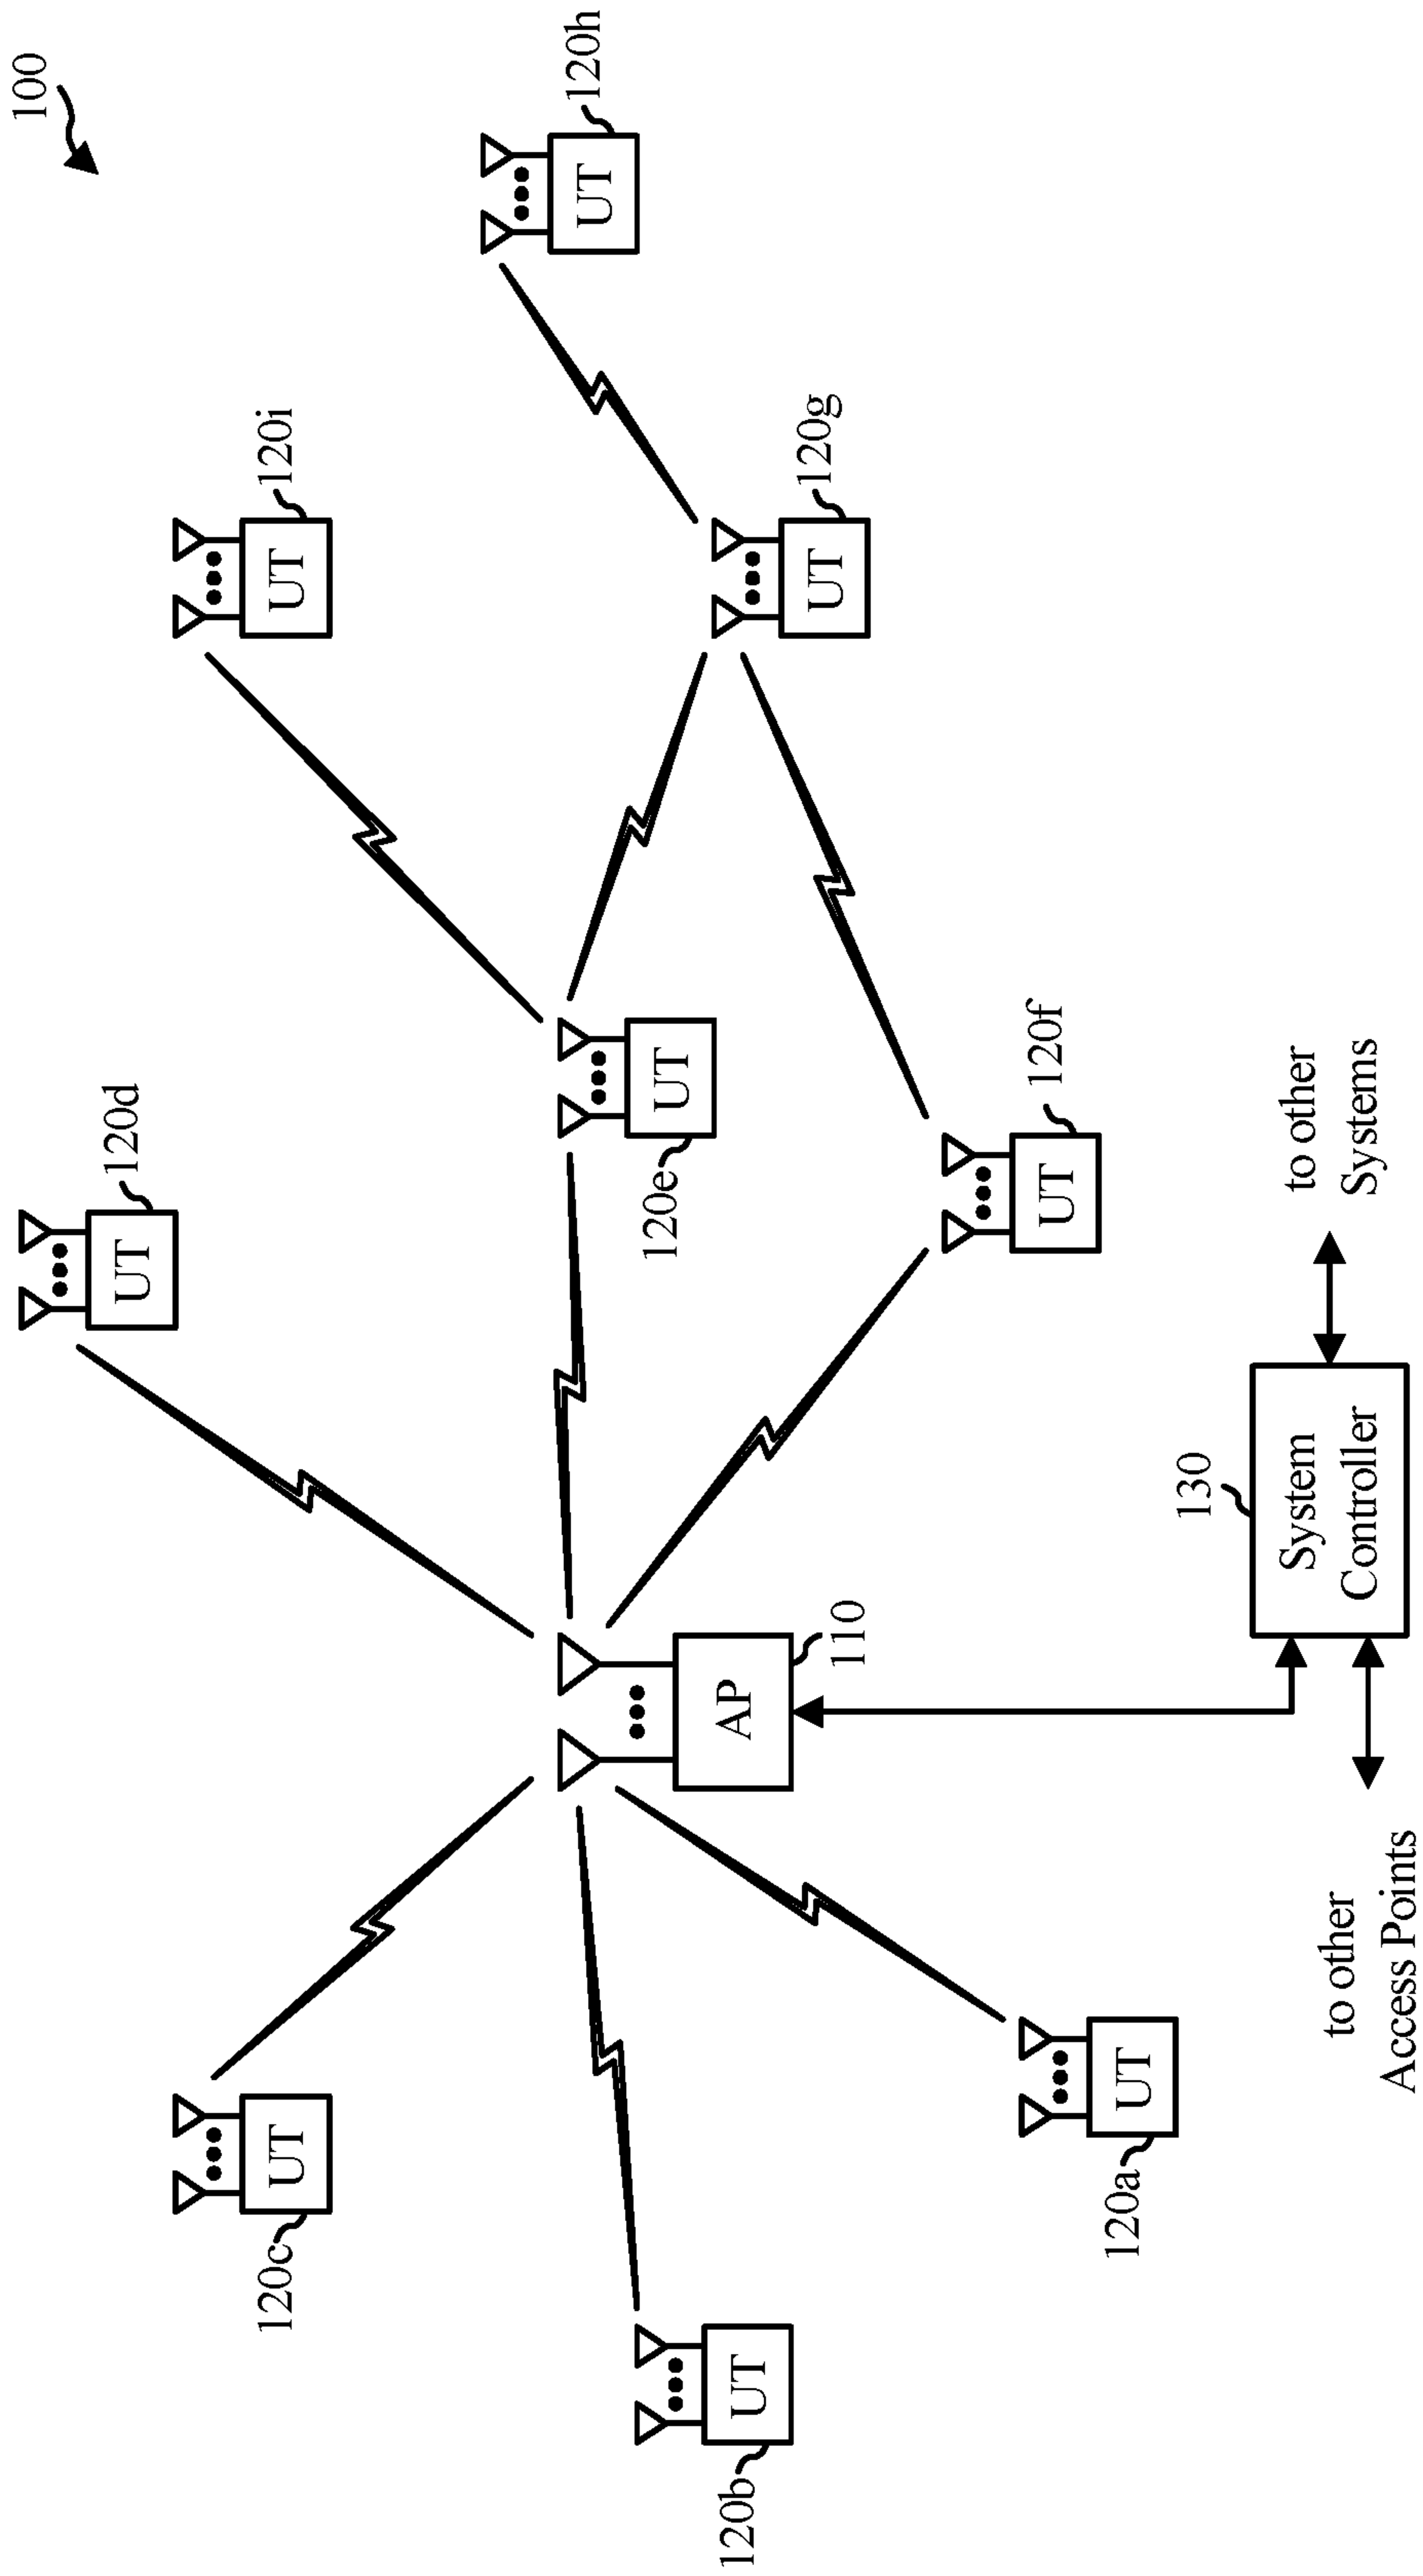 100
UT
120d
UT
120i
UT
120c
UT
120h
UT
120e
UT
120g
AP
110
UT
120b
UT
120f
UT
120a
130
System
Controller
to other
Systems
to other
Access Points